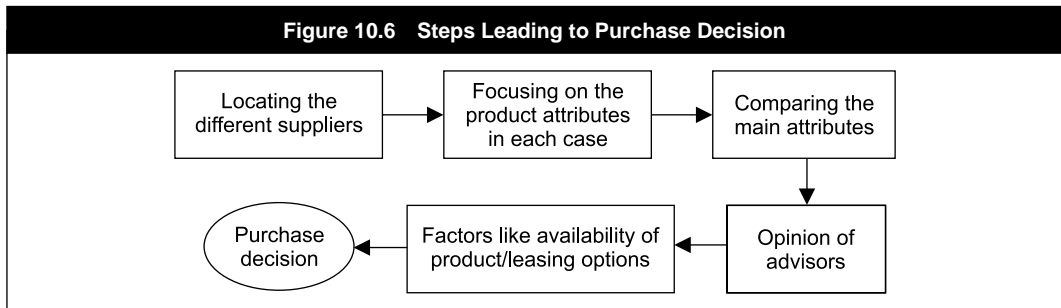 Figure 10.6 Steps Leading to Purchase Decision
Locating the
different suppliers
Focusing on the
product attributes
in each case
Comparing the
main attributes
Opinion of
advisors
Factors like availability of
product/leasing options
Purchase
decision